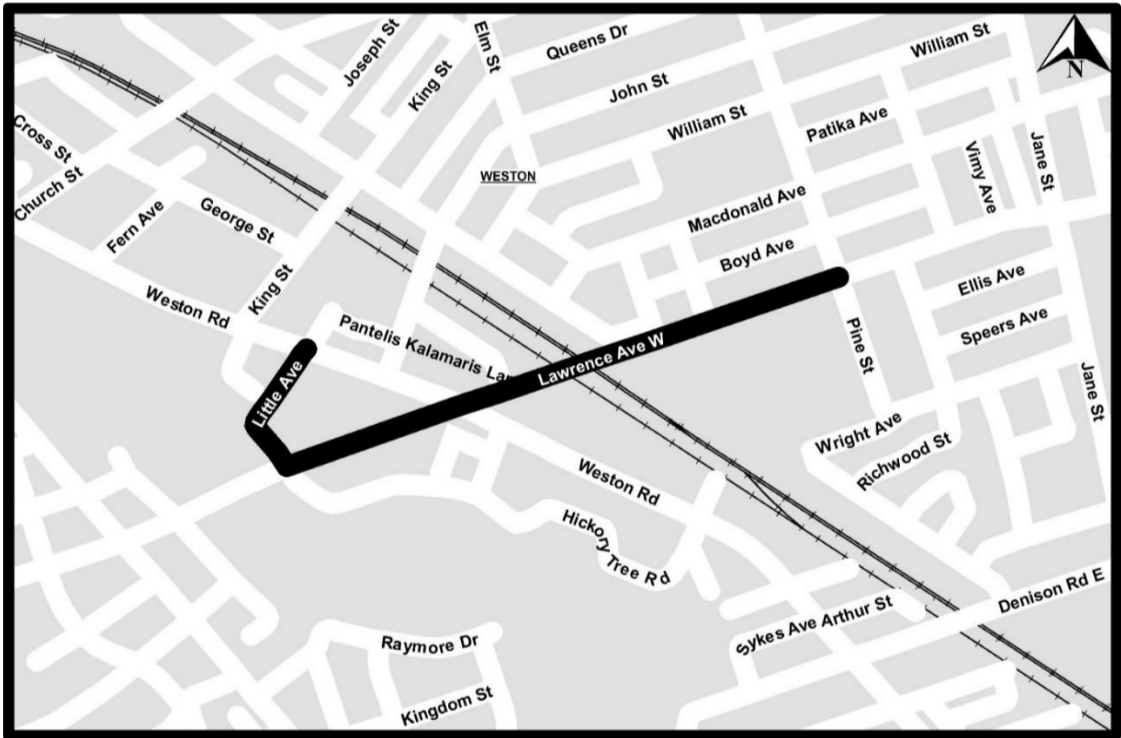 Queens Dr
William St
Elm St
Joseph St
King St
John St
N
Patika Ave
William St
Jane St
Cross St
Vimy Ave
WESTON
Church St
Macdonald Ave
George St
Fern Ave
Boyd Ave
Ellis Ave
King St
Weston Rd
Speers Ave
Pantelis Kalamaris La
Lawrence Ave W
Pine St
Little Ave
Jane St
Wright Ave
Richwood St
Weston Rd
Hickory Tree Rd
Denison Rd E
Sykes Ave
Arthur St
Raymore Dr
Kingdom St